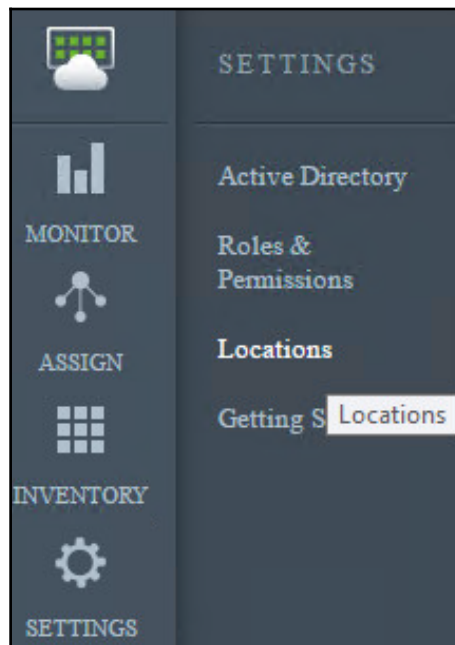 MONITOR
ASSIGN
INVENTORY
SETTINGS
SETTINGS
Active Directory
Roles &
Permissions
Locations
Getting S
Locations